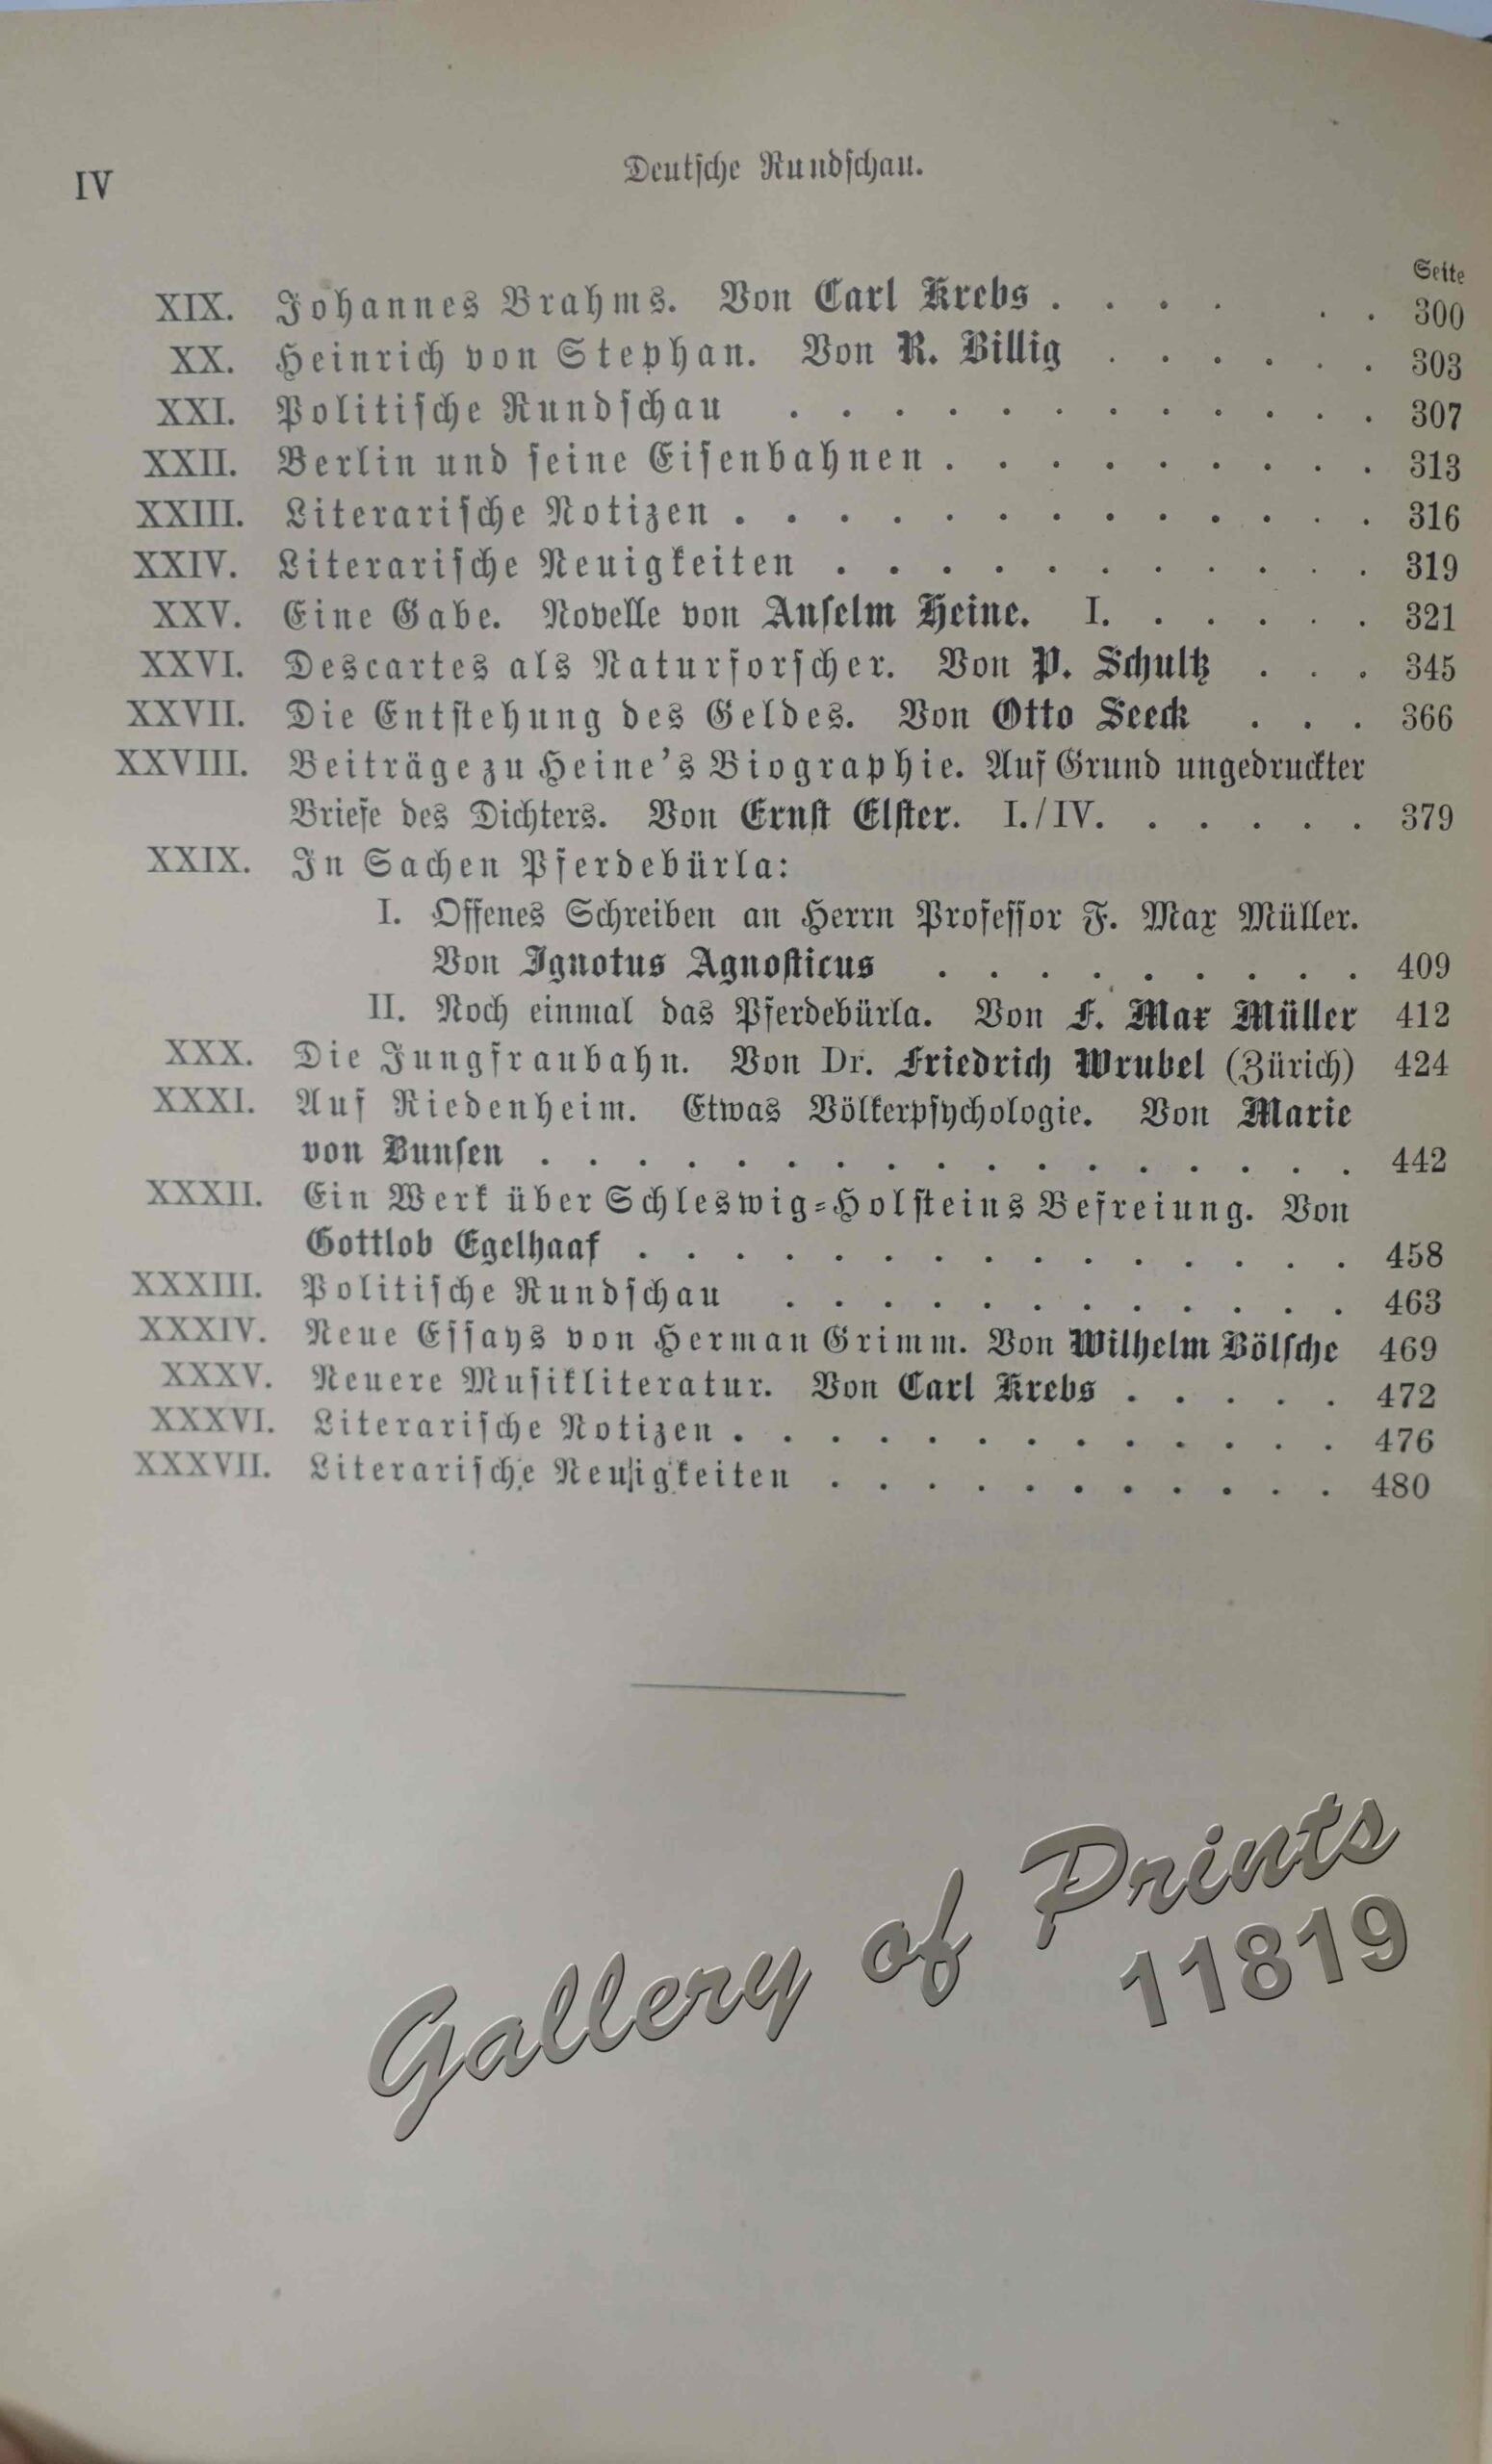 IV
Deutsche Rundschau.
Seite
XIX. Johannes Brahms. Von Carl Krebs . . . . . . 300
XX. Heinrich von Stephan. Von R. Billig . . . . . . 303
XXI. Politische Rundschau . . . . . . . . . . . . 307
XXII. Berlin und seine Eisenbahnen . . . . . . . . . 313
XXIII. Literarische Notizen . . . . . . . . . . . . . 316
XXIV. Literarische Neuigkeiten . . . . . . . . . . . 319
XXV. Eine Gabe. Novelle von Anselm Heine. I. . . . . . 321
XXVI. Descartes als Naturforscher. Von P. Schultz . . . 345
XXVII. Die Entstehung des Geldes. Von Otto Seeck . . . 366
XXVIII. Beiträge zu Heine's Biographie. Auf Grund ungedruckter
Briefe des Dichters. Von Ernst Elster. I./IV. . . . . . 379
XXIX. In Sachen Pferdebürla:
I. Offenes Schreiben an Herrn Professor F. Max Müller.
Von Ignotus Agnosticus . . . . . . . . . 409
II. Noch einmal das Pferdebürla. Von F. Max Müller 412
XXX. Die Jungfraubahn. Von Dr. Friedrich Wrubel (Zürich) 424
XXXI. Auf Riedenheim. Etwas Völkerpsychologie. Von Marie
von Bunsen . . . . . . . . . . . . . . . . . 442
XXXII. Ein Werk über Schleswig-Holsteins Befreiung. Von
Gottlob Egelhaaf . . . . . . . . . . . . . . . 458
XXXIII. Politische Rundschau . . . . . . . . . . . . 463
XXXIV. Neue Essays von Herman Grimm. Von Wilhelm Bölsche 469
XXXV. Neuere Musikliteratur. Von Carl Krebs . . . . . 472
XXXVI. Literarische Notizen . . . . . . . . . . . . . 476
XXXVII. Literarische Neuigkeiten . . . . . . . . . . . 480
Gallery of Prints
11819